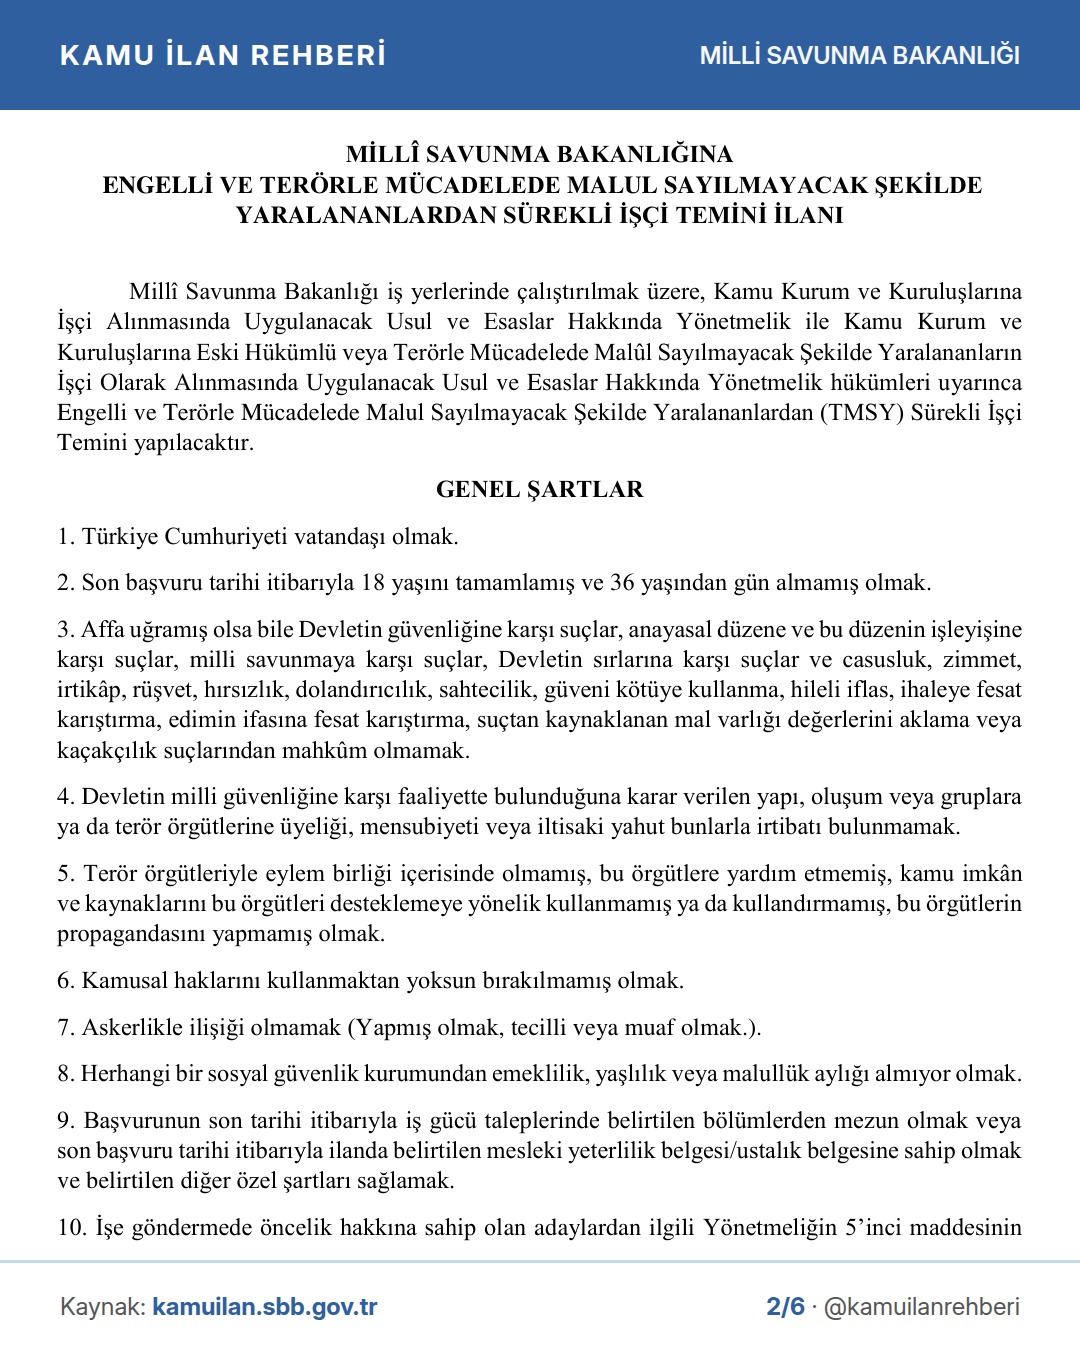 KAMU İLAN REHBERİ
MİLLİ SAVUNMA BAKANLIĞI
MİLLÎ SAVUNMA BAKANLIĞINA
ENGELLİ VE TERÖRLE MÜCADELEDE MALUL SAYILMAYACAK ŞEKİLDE
YARALANANLARDAN SÜREKLİ İŞÇİ TEMİNİ İLANI
Millî Savunma Bakanlığı iş yerlerinde çalıştırılmak üzere, Kamu Kurum ve Kuruluşlarına
İşçi Alınmasında Uygulanacak Usul ve Esaslar Hakkında Yönetmelik ile Kamu Kurum ve
Kuruluşlarına Eski Hükümlü veya Terörle Mücadelede Malûl Sayılmayacak Şekilde Yaralananların
İşçi Olarak Alınmasında Uygulanacak Usul ve Esaslar Hakkında Yönetmelik hükümleri uyarınca
Engelli ve Terörle Mücadelede Malul Sayılmayacak Şekilde Yaralananlardan (TMSY) Sürekli İşçi
Temini yapılacaktır.
GENEL ŞARTLAR
1. Türkiye Cumhuriyeti vatandaşı olmak.
2. Son başvuru tarihi itibarıyla 18 yaşını tamamlamış ve 36 yaşından gün almamış olmak.
3. Affa uğramış olsa bile Devletin güvenliğine karşı suçlar, anayasal düzene ve bu düzenin işleyişine
karşı suçlar, milli savunmaya karşı suçlar, Devletin sırlarına karşı suçlar ve casusluk, zimmet,
irtikâp, rüşvet, hırsızlık, dolandırıcılık, sahtecilik, güveni kötüye kullanma, hileli iflas, ihaleye fesat
karıştırma, edimin ifasına fesat karıştırma, suçtan kaynaklanan mal varlığı değerlerini aklama veya
kaçakçılık suçlarından mahkûm olmamak.
4. Devletin milli güvenliğine karşı faaliyette bulunduğuna karar verilen yapı, oluşum veya gruplara
ya da terör örgütlerine üyeliği, mensubiyeti veya iltisaki yahut bunlarla irtibatı bulunmamak.
5. Terör örgütleriyle eylem birliği içerisinde olmamış, bu örgütlere yardım etmemiş, kamu imkân
ve kaynaklarını bu örgütleri desteklemeye yönelik kullanmamış ya da kullandırmamış, bu örgütlerin
propagandasını yapmamış olmak.
6. Kamusal haklarını kullanmaktan yoksun bırakılmamış olmak.
7. Askerlikle ilişiği olmamak (Yapmış olmak, tecilli veya muaf olmak.).
8. Herhangi bir sosyal güvenlik kurumundan emeklilik, yaşlılık veya malullük aylığı almıyor olmak.
9. Başvurunun son tarihi itibarıyla iş gücü taleplerinde belirtilen bölümlerden mezun olmak veya
son başvuru tarihi itibarıyla ilanda belirtilen mesleki yeterlilik belgesi/ustalık belgesine sahip olmak
ve belirtilen diğer özel şartları sağlamak.
10. İşe göndermede öncelik hakkına sahip olan adaylardan ilgili Yönetmeliğin 5’inci maddesinin
Kaynak: kamuilan.sbb.gov.tr
2/6 · @kamuilanrehberi